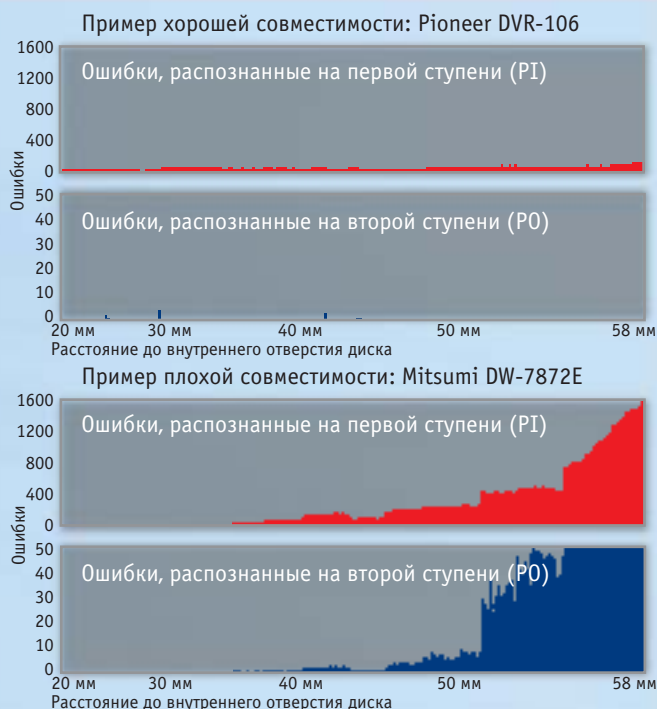 Пример хорошей совместимости: Pioneer DVR-106
1600
Ошибки, распознанные на первой ступени (PI)
1200
800
400
0
Ошибки
50
Ошибки, распознанные на второй ступени (PO)
40
30
20
10
0
20 мм 30 мм 40 мм 50 мм 58 мм
Расстояние до внутреннего отверстия диска
Пример плохой совместимости: Mitsumi DW-7872E
1600
Ошибки, распознанные на первой ступени (PI)
1200
800
400
0
Ошибки
50
Ошибки, распознанные на второй ступени (PO)
40
30
20
10
0
20 мм 30 мм 40 мм 50 мм 58 мм
Расстояние до внутреннего отверстия диска